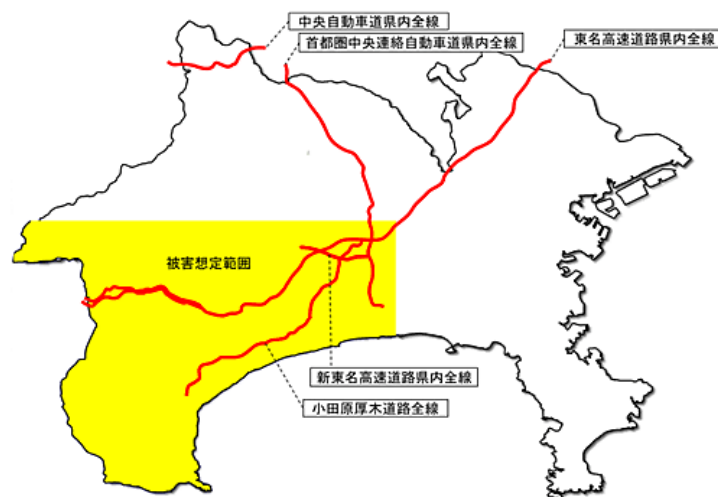 中央自動車道県内全線
首都圏中央連絡自動車道県内全線
東名高速道路県内全線
被害想定範囲
新東名高速道路県内全線
小田原厚木道路全線